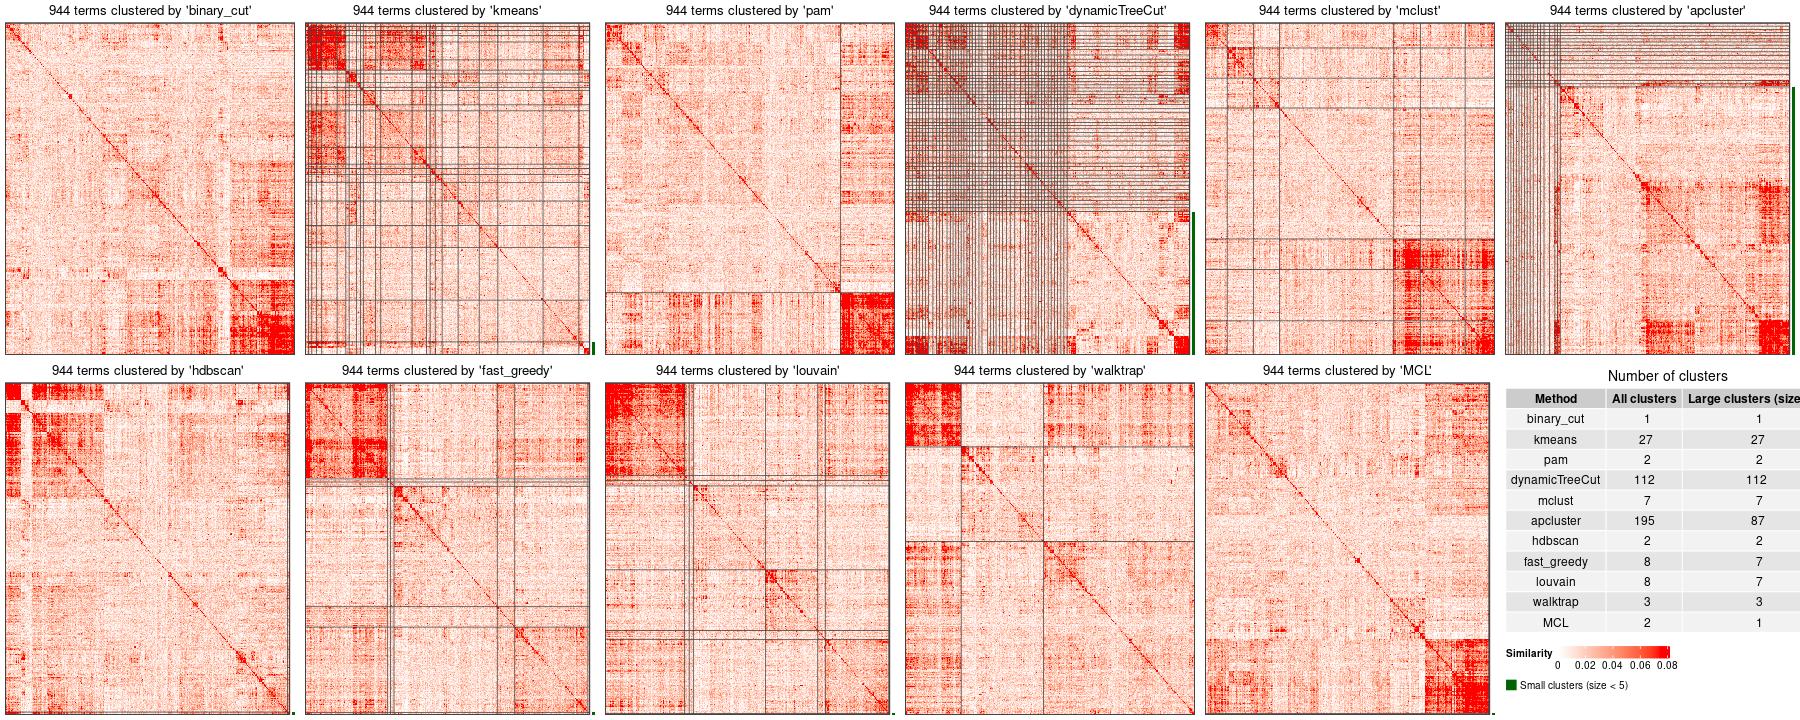 944 terms clustered by 'binary_cut'
944 terms clustered by 'kmeans'
944 terms clustered by 'pam'
944 terms clustered by 'dynamicTreeCut'
944 terms clustered by 'mclust'
944 terms clustered by 'apcluster'
944 terms clustered by 'hdbscan'
944 terms clustered by 'fast_greedy'
944 terms clustered by 'louvain'
944 terms clustered by 'walktrap'
944 terms clustered by 'MCL'
Number of clusters
Method All clusters Large clusters (size
binary_cut 1 1
kmeans 27 27
pam 2 2
dynamicTreeCut 112 112
mclust 7 7
apcluster 195 87
hdbscan 2 2
fast_greedy 8 7
louvain 8 7
walktrap 3 3
MCL 2 1
Similarity
0 0.02 0.04 0.06 0.08
Small clusters (size < 5)